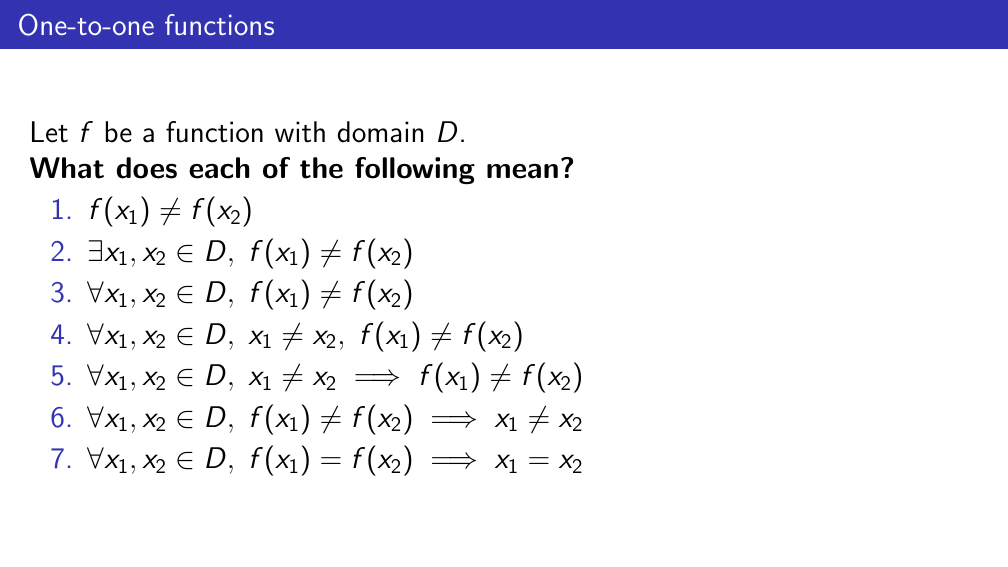 One-to-one functions
Let f be a function with domain D.
What does each of the following mean?
1. f(x₁) ≠ f(x₂)
2. ∃x₁, x₂ ∈ D, f(x₁) ≠ f(x₂)
3. ∀x₁, x₂ ∈ D, f(x₁) ≠ f(x₂)
4. ∀x₁, x₂ ∈ D, x₁ ≠ x₂, f(x₁) ≠ f(x₂)
5. ∀x₁, x₂ ∈ D, x₁ ≠ x₂ ⟹ f(x₁) ≠ f(x₂)
6. ∀x₁, x₂ ∈ D, f(x₁) ≠ f(x₂) ⟹ x₁ ≠ x₂
7. ∀x₁, x₂ ∈ D, f(x₁) = f(x₂) ⟹ x₁ = x₂